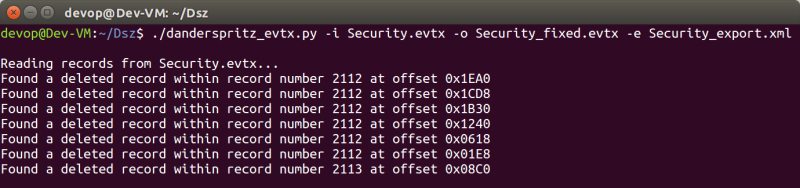 devop@Dev-VM: ~/Dsz
devop@Dev-VM:~/Dsz$ ./danderspritz_evtx.py -i Security.evtx -o Security_fixed.evtx -e Security_export.xml
Reading records from Security.evtx...
Found a deleted record within record number 2112 at offset 0x1EA0
Found a deleted record within record number 2112 at offset 0x1CD8
Found a deleted record within record number 2112 at offset 0x1B30
Found a deleted record within record number 2112 at offset 0x1240
Found a deleted record within record number 2112 at offset 0x0618
Found a deleted record within record number 2112 at offset 0x01E8
Found a deleted record within record number 2113 at offset 0x08C0